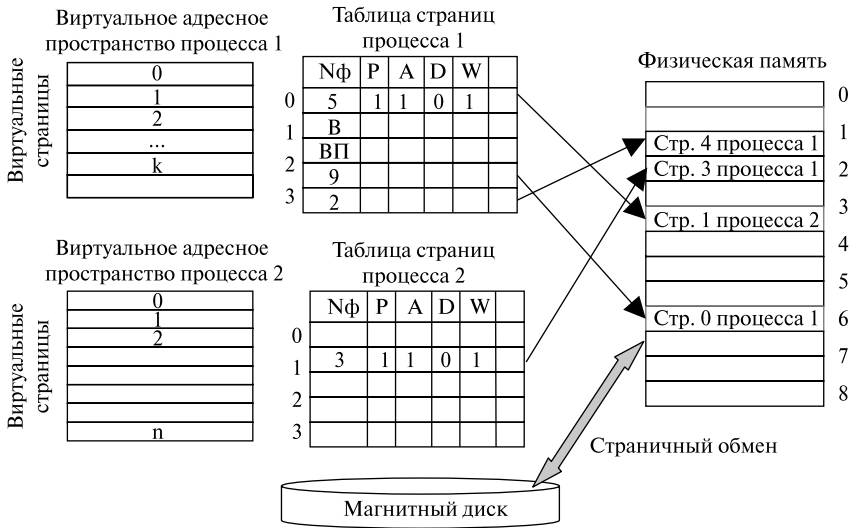 Виртуальное адресное
пространство процесса 1
Виртуальные
страницы
0
1
2
...
k
Таблица страниц
процесса 1
Nф P A D W
0
5 1 1 0 1
1
В
ВП
2
9
3
2
Физическая память
0
1
Стр. 4 процесса 1
2
Стр. 3 процесса 1
3
Стр. 1 процесса 2
4
5
Стр. 0 процесса 1
6
7
8
Виртуальное адресное
пространство процесса 2
Виртуальные
страницы
0
1
2
n
Таблица страниц
процесса 2
Nф P A D W
0
1
3 1 1 0 1
2
3
Страничный обмен
Магнитный диск